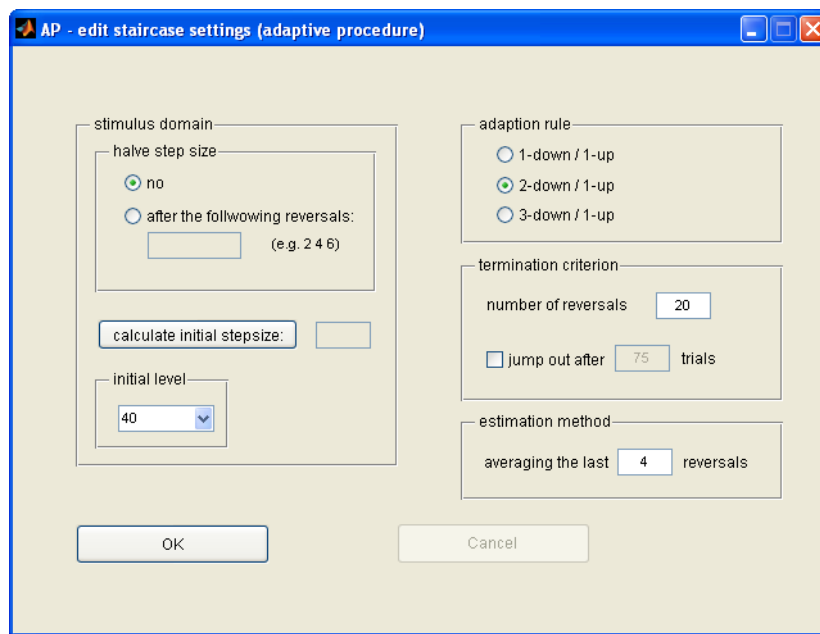 AP - edit staircase settings (adaptive procedure)
stimulus domain
halve step size
no
after the follwowing reversals:
(e.g. 2 4 6)
calculate initial stepsize:
initial level
40
adaption rule
1-down / 1-up
2-down / 1-up
3-down / 1-up
termination criterion
number of reversals 20
jump out after 75 trials
estimation method
averaging the last 4 reversals
OK
Cancel